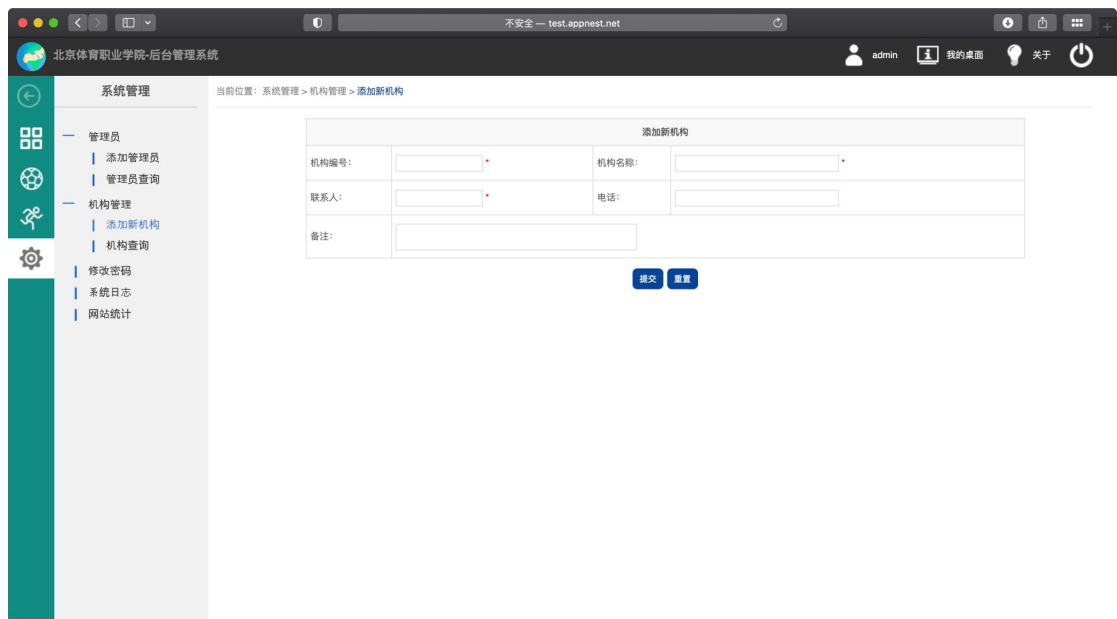 不安全 — test.appnest.net
北京体育职业学院-后台管理系统
admin
我的桌面
关于
系统管理
管理员
添加管理员
管理员查询
机构管理
添加新机构
机构查询
修改密码
系统日志
网站统计
当前位置：系统管理 > 机构管理 > 添加新机构
添加新机构
机构编号： * 机构名称： *
联系人： * 电话：
备注：
提交 重置